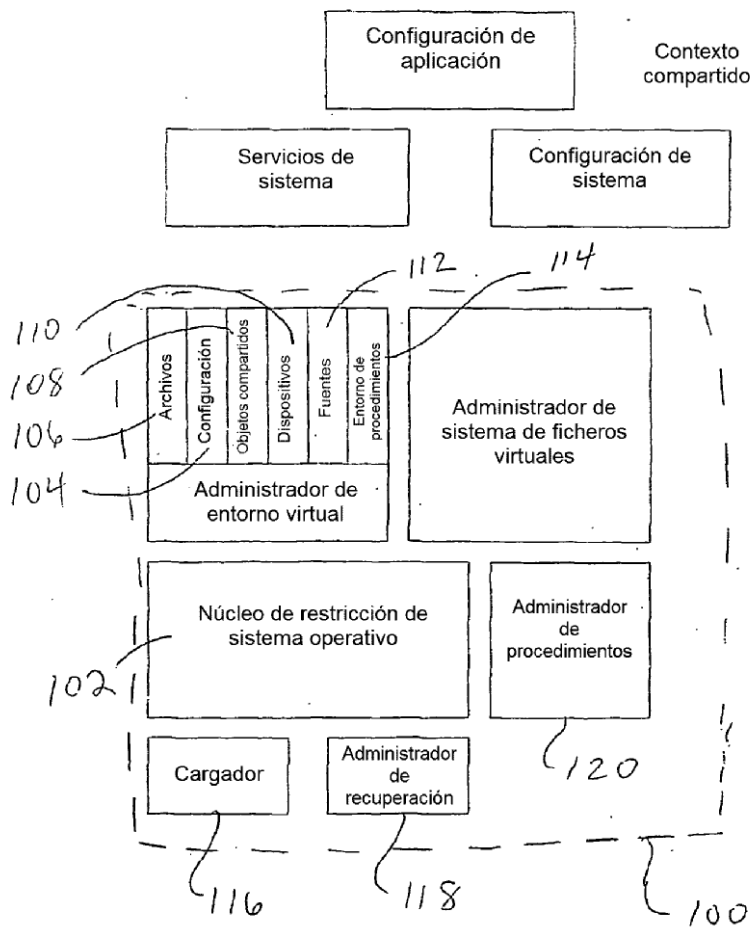 Configuración de
aplicación
Contexto
compartido
Servicios de
sistema
Configuración de
sistema
112
114
110
108
106
104
Archivos
Configuración
Objetos compartidos
Dispositivos
Fuentes
Entorno de
procedimientos
Administrador de
entorno virtual
Administrador de
sistema de ficheros
virtuales
Núcleo de restricción de
sistema operativo
Administrador
de
procedimientos
102
120
Cargador
Administrador
de
recuperación
116
118
100